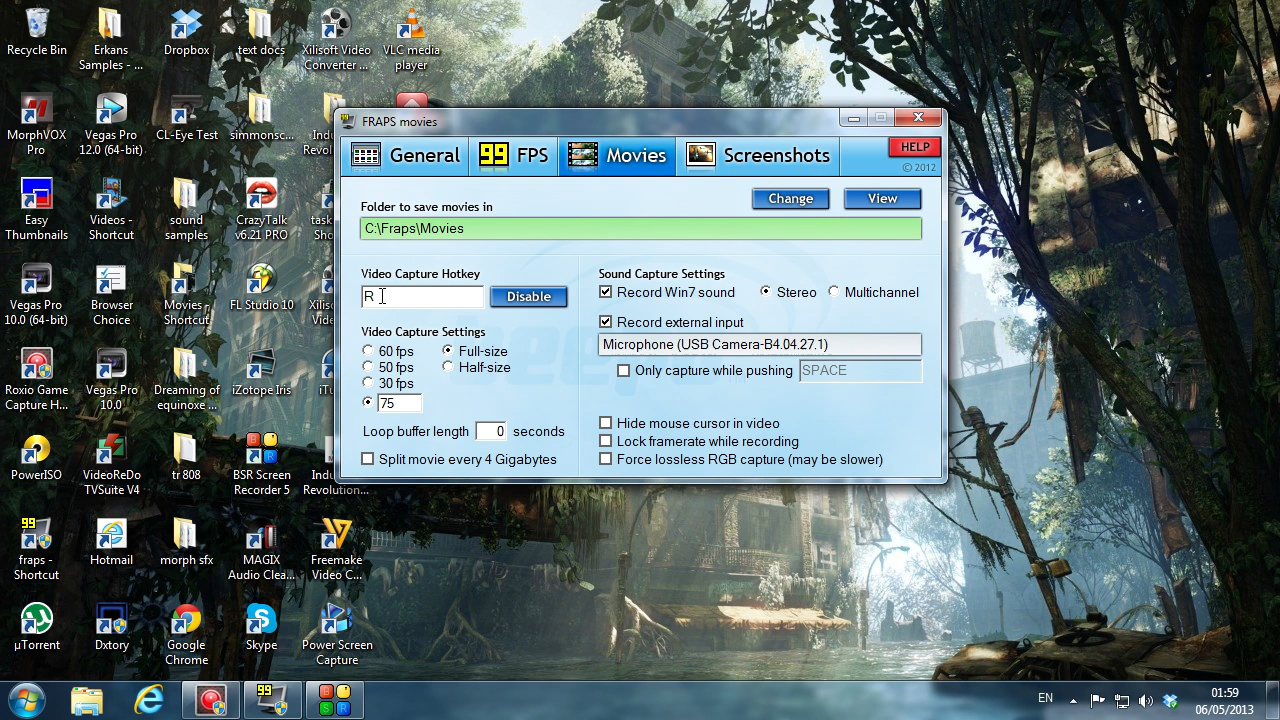 Recycle Bin
Erkans
Samples - ...
Dropbox
text docs
Xilisoft Video
Converter ...
VLC media
player
MorphVOX
Pro
Vegas Pro
12.0 (64-bit)
CL-Eye Test
simmonsc...
Indu
Revol
Easy
Thumbnails
Videos -
Shortcut
sound
samples
CrazyTalk
v6.21 PRO
task
Sho
Vegas Pro
10.0 (64-bit)
Browser
Choice
Movies -
Shortcut
FL Studio 10
Xilis
Vide
Roxio Game
Capture H...
Vegas Pro
10.0
Dreaming of
equinoxe ...
iZotope Iris
iTu
PowerISO
VideoReDo
TVSuite V4
tr 808
BSR Screen
Recorder 5
Indu
Revolution...
fraps -
Shortcut
Hotmail
morph sfx
MAGIX
Audio Clea...
Freemake
Video C...
µTorrent
Dxtory
Google
Chrome
Skype
Power Screen
Capture
FRAPS movies
General
99 FPS
Movies
Screenshots
HELP
© 2012
Folder to save movies in
Change
View
C:\Fraps\Movies
Video Capture Hotkey
R
Disable
Video Capture Settings
60 fps
Full-size
50 fps
Half-size
30 fps
75
Loop buffer length 0 seconds
Split movie every 4 Gigabytes
Sound Capture Settings
Record Win7 sound
Stereo
Multichannel
Record external input
Microphone (USB Camera-B4.04.27.1)
Only capture while pushing
SPACE
Hide mouse cursor in video
Lock framerate while recording
Force lossless RGB capture (may be slower)
99
B
R
S
R
EN
01:59
06/05/2013